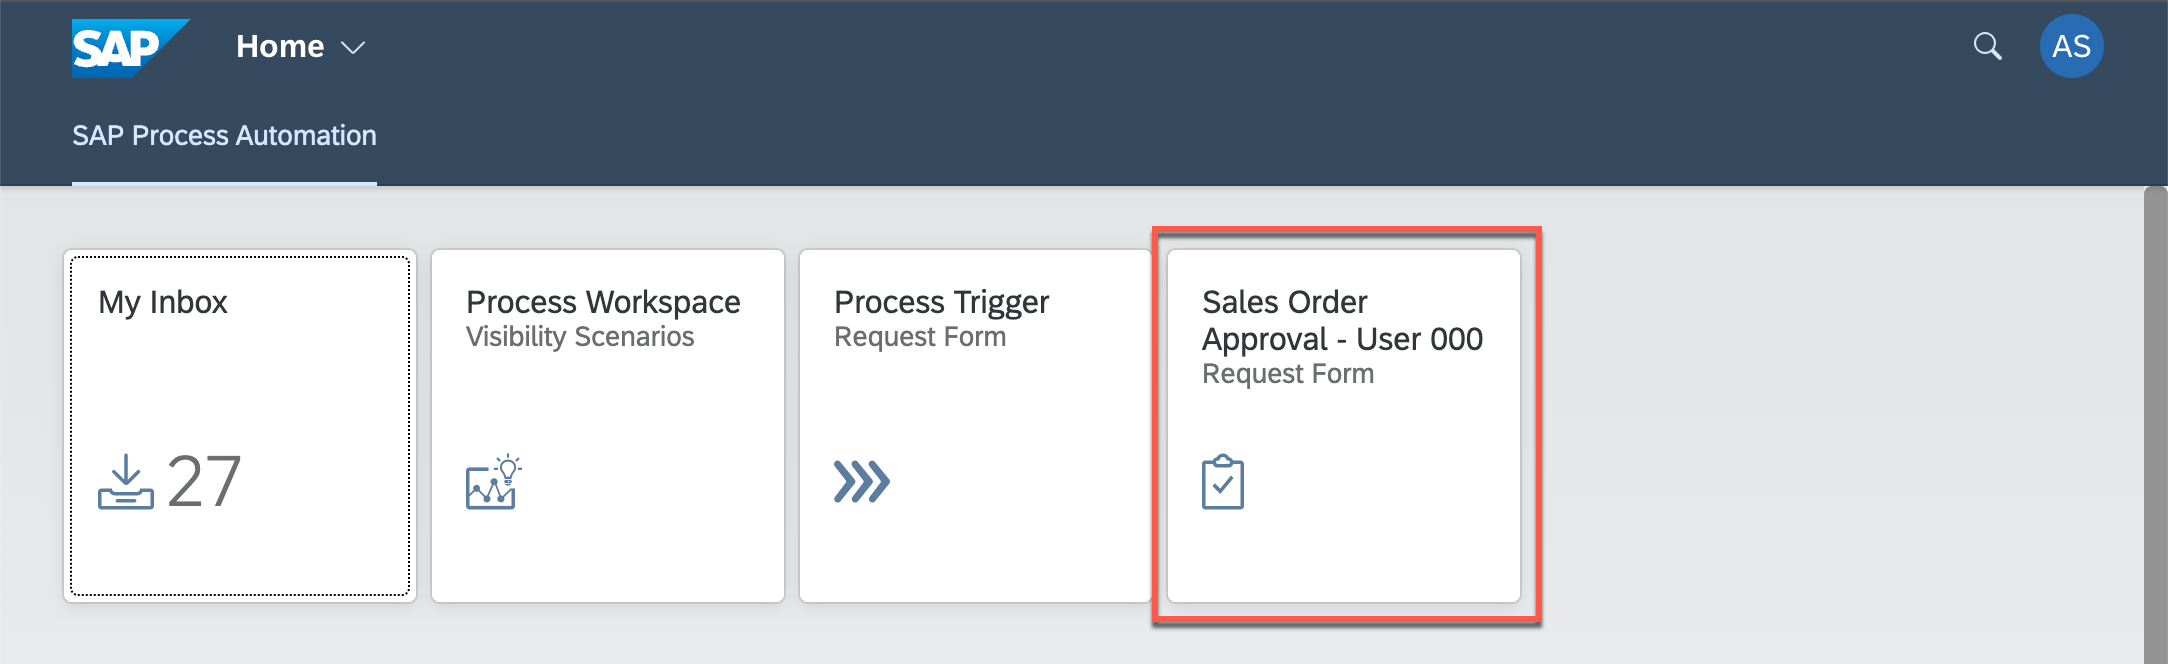 SAP Home AS
SAP Process Automation
My Inbox
27
Process Workspace
Visibility Scenarios
Process Trigger
Request Form
Sales Order
Approval - User 000
Request Form